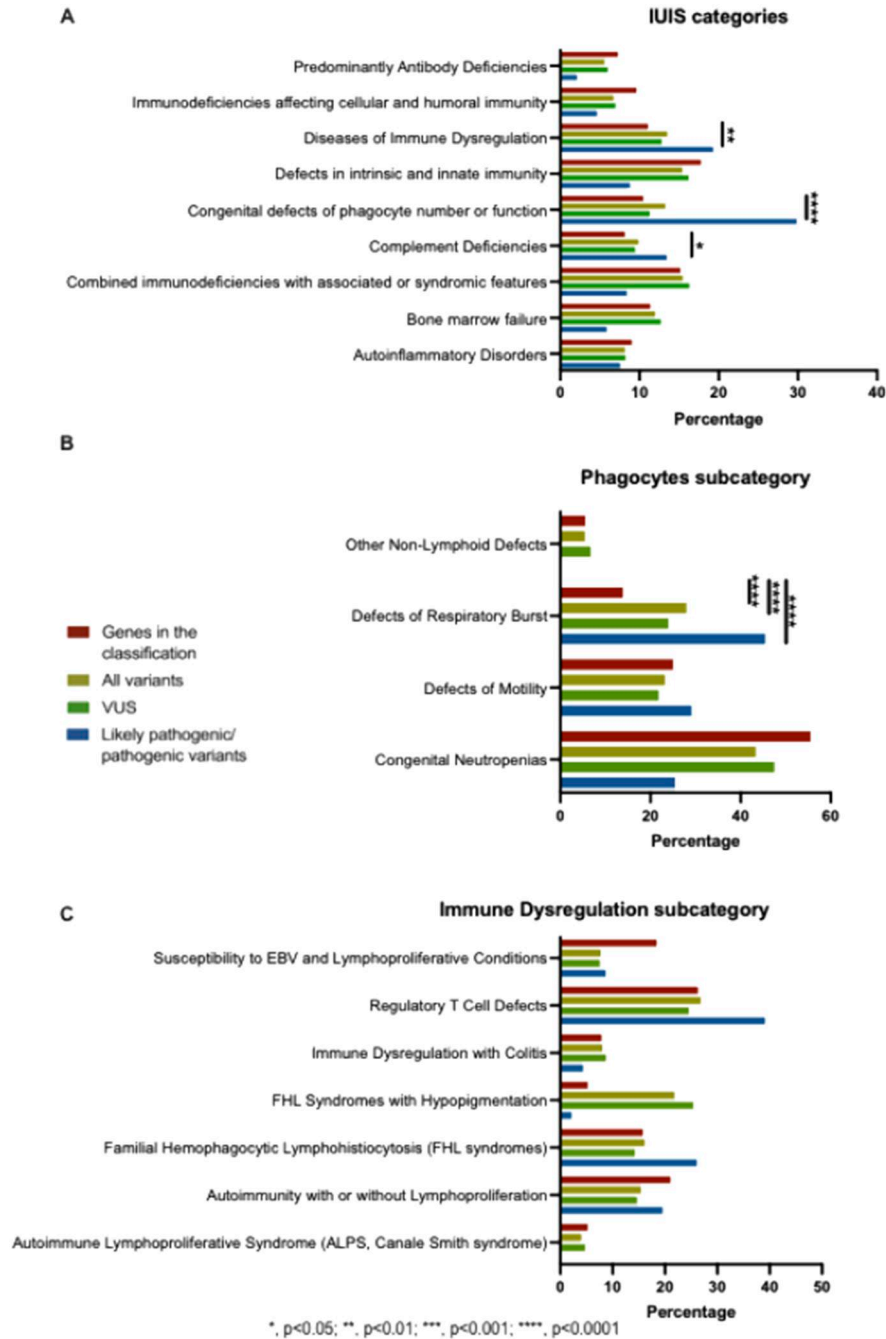 A
IUIS categories
Predominantly Antibody Deficiencies
Immunodeficiencies affecting cellular and humoral immunity
Diseases of Immune Dysregulation
**
Defects in intrinsic and innate immunity
Congenital defects of phagocyte number or function
****
Complement Deficiencies
*
Combined immunodeficiencies with associated or syndromic features
Bone marrow failure
Autoinflammatory Disorders
0 10 20 30 40
Percentage
B
Phagocytes subcategory
Other Non-Lymphoid Defects
Defects of Respiratory Burst
**** **** ****
Defects of Motility
Congenital Neutropenias
0 20 40 60
Percentage
Genes in the
classification
All variants
VUS
Likely pathogenic/
pathogenic variants
C
Immune Dysregulation subcategory
Susceptibility to EBV and Lymphoproliferative Conditions
Regulatory T Cell Defects
Immune Dysregulation with Colitis
FHL Syndromes with Hypopigmentation
Familial Hemophagocytic Lymphohistiocytosis (FHL syndromes)
Autoimmunity with or without Lymphoproliferation
Autoimmune Lymphoproliferative Syndrome (ALPS, Canale Smith syndrome)
0 10 20 30 40 50
Percentage
*, p<0.05; **, p<0.01; ***, p<0.001; ****, p<0.0001